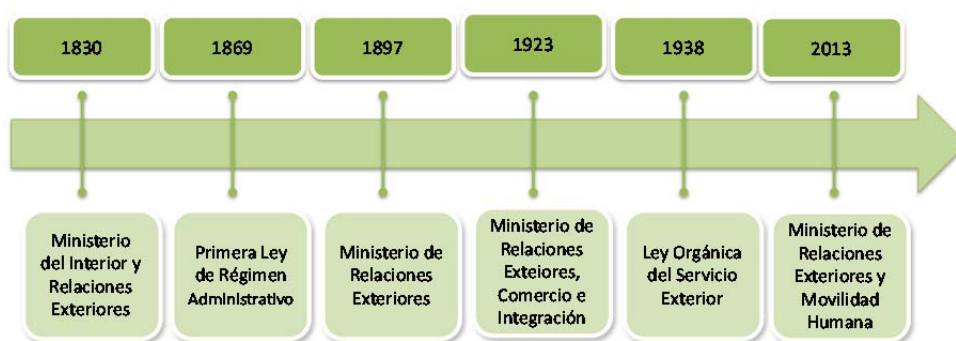 1830
1869
1897
1923
1938
2013
Ministerio
del Interior y
Relaciones
Exteriores
Primera Ley
de Régimen
Administrativo
Ministerio de
Relaciones
Exteriores
Ministerio de
Relaciones
Exteiores,
Comercio e
Integración
Ley Orgánica
del Servicio
Exterior
Ministerio de
Relaciones
Exteriores y
Movilidad
Humana